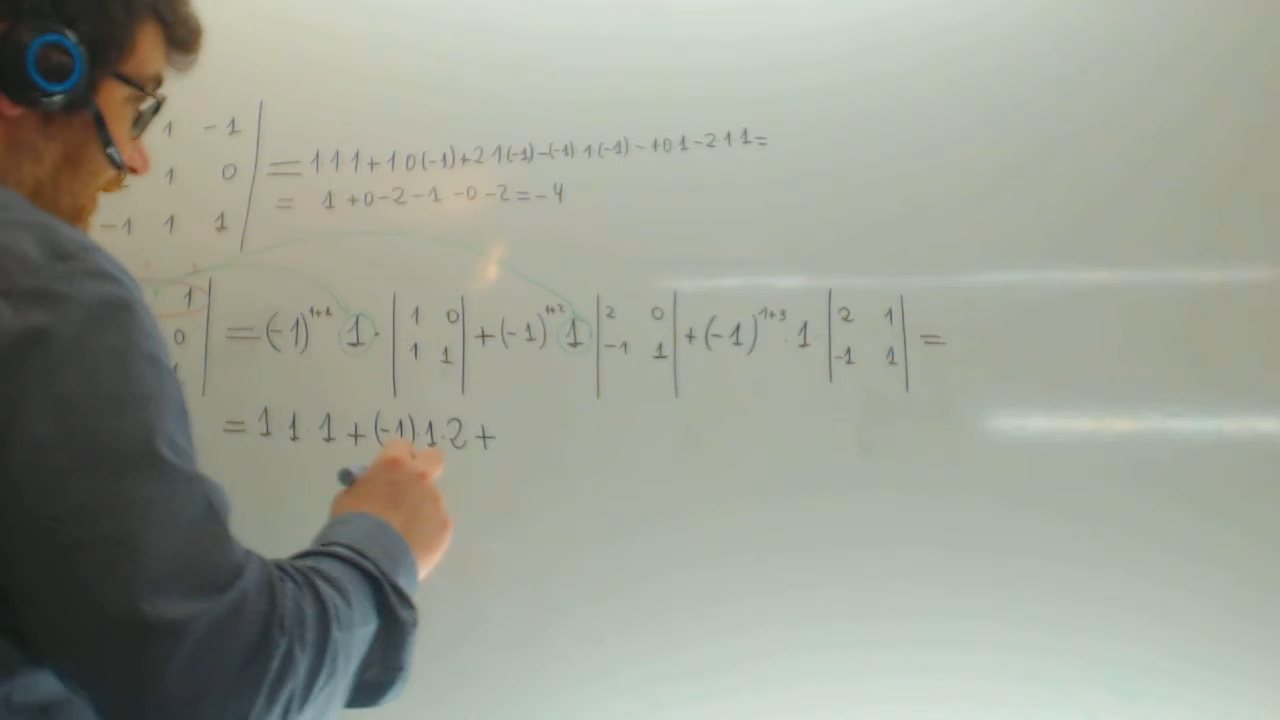 1 -1
1 0
-1 1 1
= 1 1 1 + 1 0 (-1) + 2 1 (-1) - (-1) 1 (-1) - 1 0 1 - 2 1 1 =
= 1 + 0 - 2 - 1 - 0 - 2 = -4
1
0
= (-1)^{1+1} 1 · | 1 0 | + (-1)^{1+2} 1 | 2 0 | + (-1)^{1+3} · 1 | 2 1 | =
| 1 1 | | -1 1 | | -1 1 |
= 1 1 1 + (-1) · 1 · 2 +